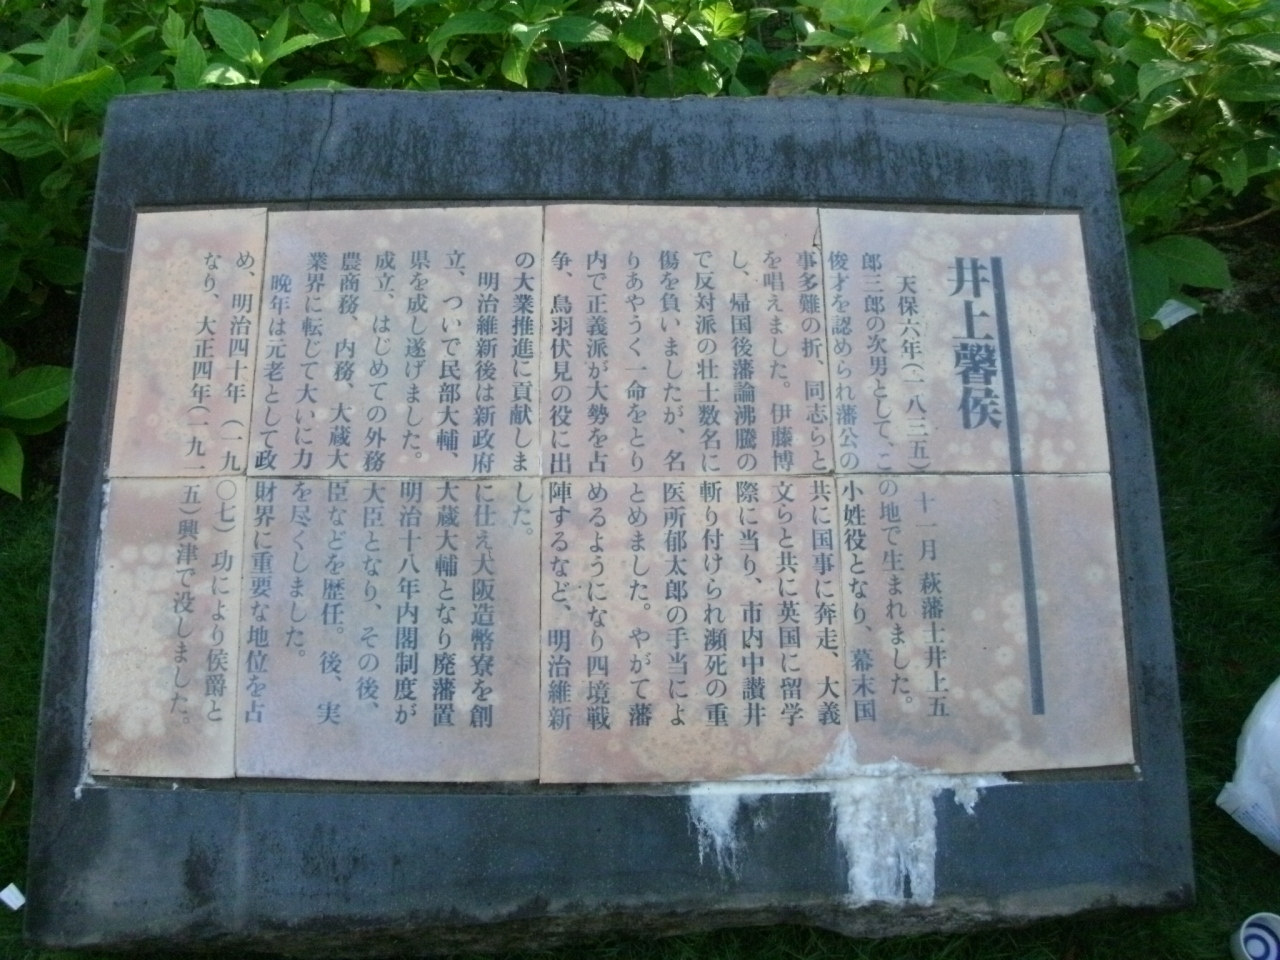 井上馨侯
天保六年(一八三五)十一月 萩藩士井上五
郎三郎の次男として、この地で生まれました。
俊才を認められ藩公の小姓役となり、幕末国
事多難の折、同志らと共に国事に奔走、大義
を唱えました。伊藤博文らと共に英国に留学
し、帰国後藩論沸騰の際に当り、市内中讃井
で反対派の壮士数名に斬り付けられ瀕死の重
傷を負いましたが、名医所郁太郎の手当によ
りあやうく一命をとりとめました。やがて藩
内で正義派が大勢を占めるようになり四境戦
争、鳥羽伏見の役に出陣するなど、明治維新
の大業推進に貢献しました。
明治維新後は新政府に仕え大阪造幣寮を創
立、ついで民部大輔、大蔵大輔となり廃藩置
県を成し遂げました。明治十八年内閣制度が
成立、はじめての外務大臣となり、その後、
農商務、内務、大蔵大臣などを歴任。後、実
業界に転じて大いに力を尽くしました。
晩年は元老として政財界に重要な地位を占
め、明治四十年(一九〇七)功により侯爵と
なり、大正四年(一九一五)興津で没しました。